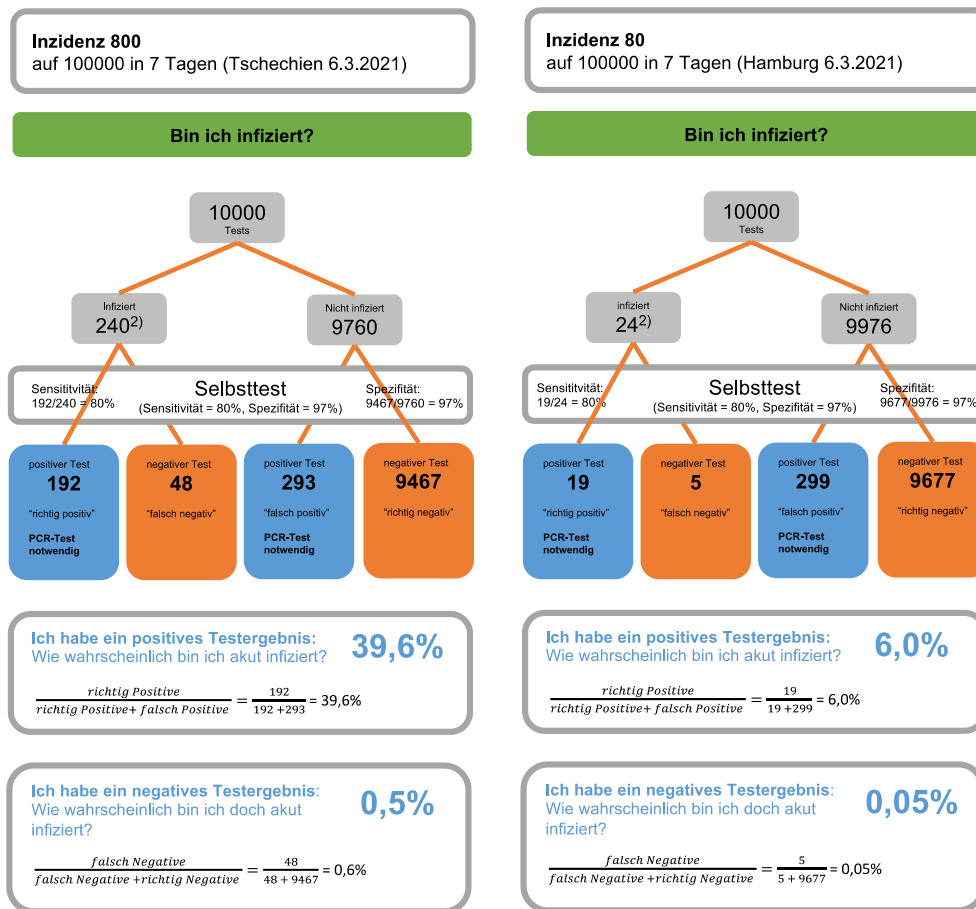 Inzidenz 800
auf 100000 in 7 Tagen (Tschechien 6.3.2021)
Bin ich infiziert?
10000
Tests
Infiziert
240²⁾
Nicht infiziert
9760
Sensititvität:
192/240 = 80%
Selbsttest
(Sensitivität = 80%, Spezifität = 97%)
Spezifität:
9467/9760 = 97%
positiver Test
192
"richtig positiv"
PCR-Test
notwendig
negativer Test
48
"falsch negativ"
positiver Test
293
"falsch positiv"
PCR-Test
notwendig
negativer Test
9467
"richtig negativ"
Ich habe ein positives Testergebnis:
Wie wahrscheinlich bin ich akut infiziert?
39,6%
richtig Positive / richtig Positive+ falsch Positive = 192 / 192 +293 = 39,6%
Ich habe ein negatives Testergebnis:
Wie wahrscheinlich bin ich doch akut
infiziert?
0,5%
falsch Negative / falsch Negative +richtig Negative = 48 / 48 + 9467 = 0,6%
Inzidenz 80
auf 100000 in 7 Tagen (Hamburg 6.3.2021)
Bin ich infiziert?
10000
Tests
infiziert
24²⁾
Nicht infiziert
9976
Sensititvität:
19/24 = 80%
Selbsttest
(Sensitivität = 80%, Spezifität = 97%)
Spezifität:
9677/9976 = 97%
positiver Test
19
"richtig positiv"
PCR-Test
notwendig
negativer Test
5
"falsch negativ"
positiver Test
299
"falsch positiv"
PCR-Test
notwendig
negativer Test
9677
"richtig negativ"
Ich habe ein positives Testergebnis:
Wie wahrscheinlich bin ich akut infiziert?
6,0%
richtig Positive / richtig Positive+ falsch Positive = 19 / 19 +299 = 6,0%
Ich habe ein negatives Testergebnis:
Wie wahrscheinlich bin ich doch akut
infiziert?
0,05%
falsch Negative / falsch Negative +richtig Negative = 5 / 5 + 9677 = 0,05%